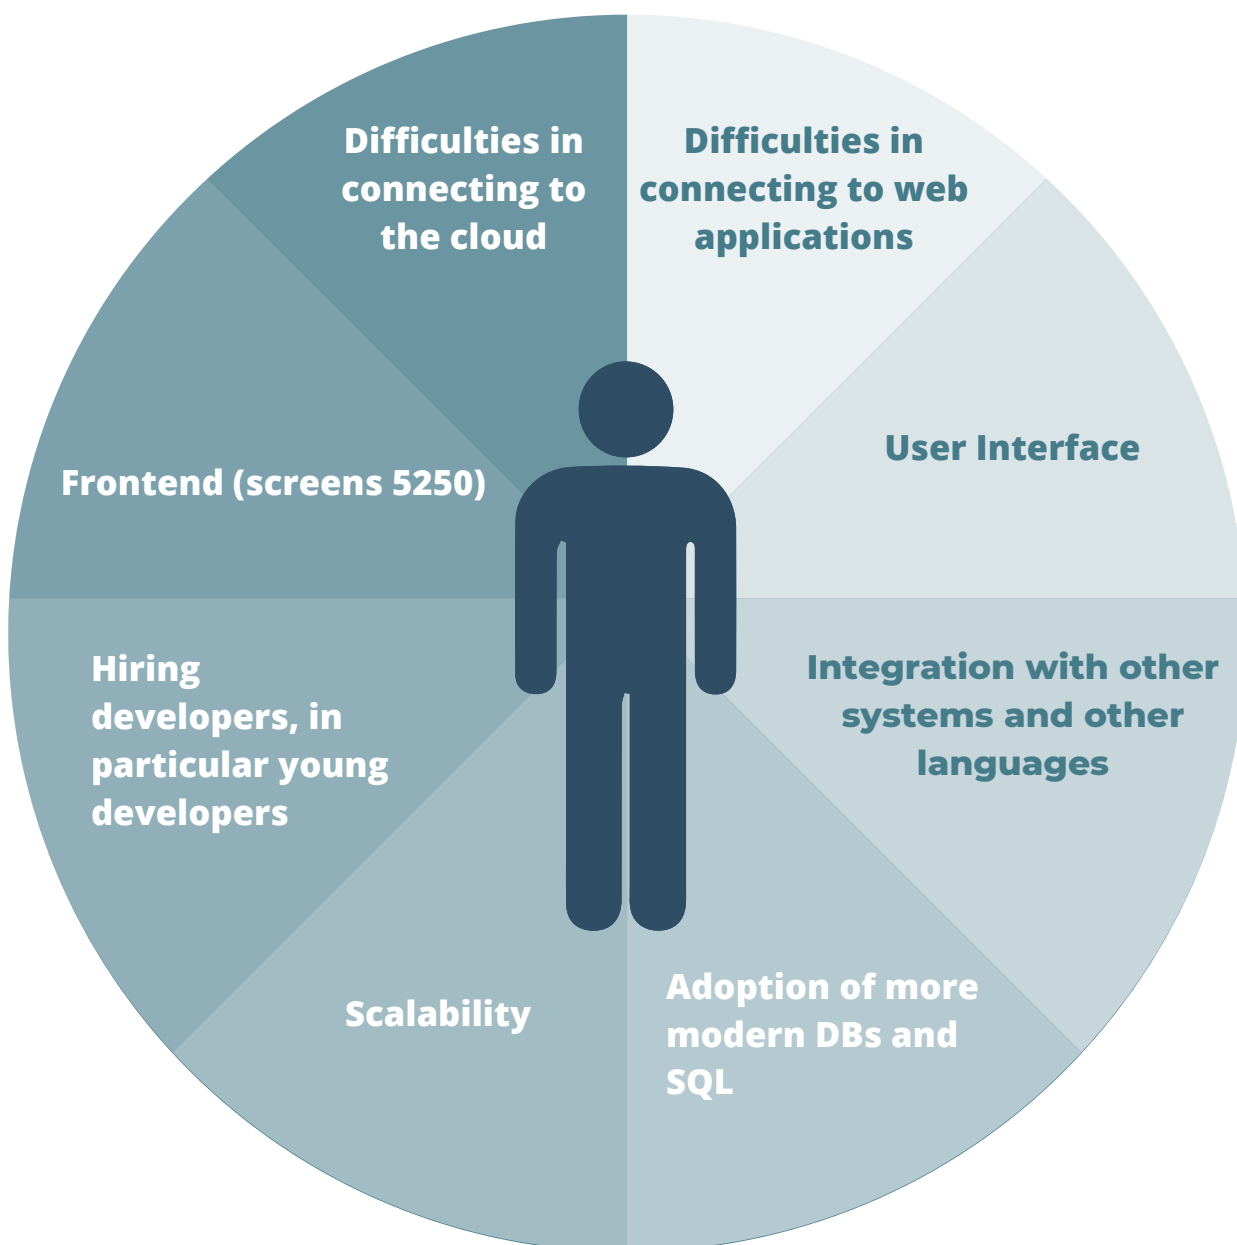 Difficulties in
connecting to
the cloud
Difficulties in
connecting to web
applications
User Interface
Frontend (screens 5250)
Integration with other
systems and other
languages
Hiring
developers, in
particular young
developers
Adoption of more
modern DBs and
SQL
Scalability